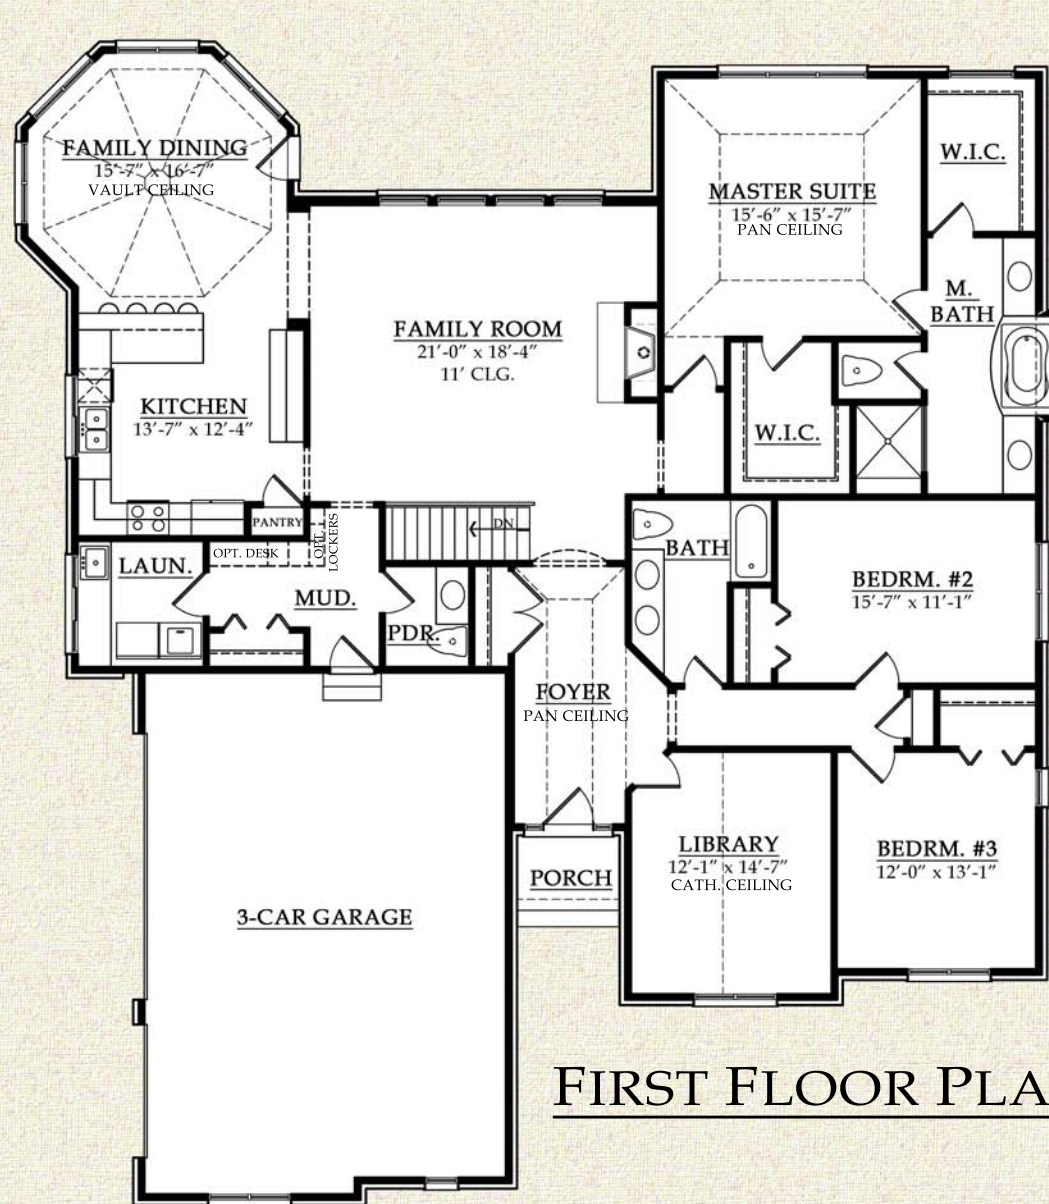 FAMILY DINING
15'-7" x 16'-7"
VAULT CEILING
MASTER SUITE
15'-6" x 15'-7"
PAN CEILING
W.I.C.
M.
BATH
FAMILY ROOM
21'-0" x 18'-4"
11' CLG.
KITCHEN
13'-7" x 12'-4"
W.I.C.
PANTRY
OPT. DESK
OPT.
LOCKERS
DN
LAUN.
MUD.
PDR.
BATH
BEDRM. #2
15'-7" x 11'-1"
FOYER
PAN CEILING
LIBRARY
12'-1" x 14'-7"
CATH. CEILING
BEDRM. #3
12'-0" x 13'-1"
PORCH
3-CAR GARAGE
FIRST FLOOR PLA